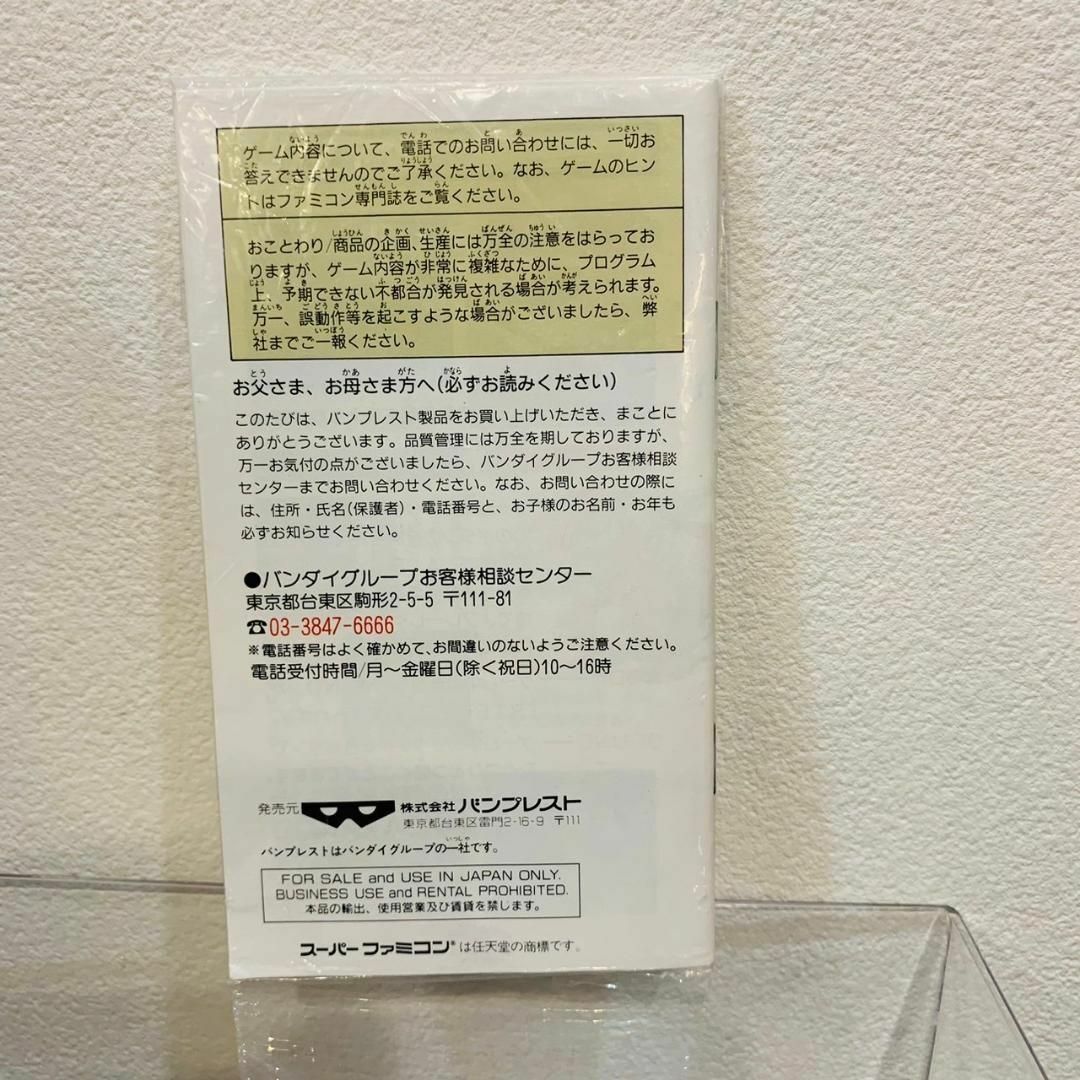 ゲーム内容について、電話でのお問い合わせには、一切お
答えできませんのでご了承ください。なお、ゲームのヒン
トはファミコン専門誌をご覧ください。
おことわり/商品の企画、生産には万全の注意をはらってお
りますが、ゲーム内容が非常に複雑なために、プログラム
上、予期できない不都合が発見される場合が考えられます。
万一、誤動作等を起こすような場合がございましたら、弊
社までご一報ください。
お父さま、お母さま方へ(必ずお読みください)
このたびは、バンプレスト製品をお買い上げいただき、まことに
ありがとうございます。品質管理には万全を期しておりますが、
万一お気付の点がございましたら、バンダイグループお客様相談
センターまでお問い合わせください。なお、お問い合わせの際に
は、住所・氏名(保護者)・電話番号と、お子様のお名前・お年も
必ずお知らせください。
●バンダイグループお客様相談センター
東京都台東区駒形2-5-5 〒111-81
☎03-3847-6666
※電話番号はよく確かめて、お間違いのないようご注意ください。
電話受付時間/月～金曜日(除く祝日)10～16時
発売元 株式会社 バンプレスト
東京都台東区雷門2-16-9 〒111
バンプレストはバンダイグループの一社です。
FOR SALE and USE IN JAPAN ONLY.
BUSINESS USE and RENTAL PROHIBITED.
本品の輸出、使用営業及び賃貸を禁じます。
スーパーファミコン®は任天堂の商標です。